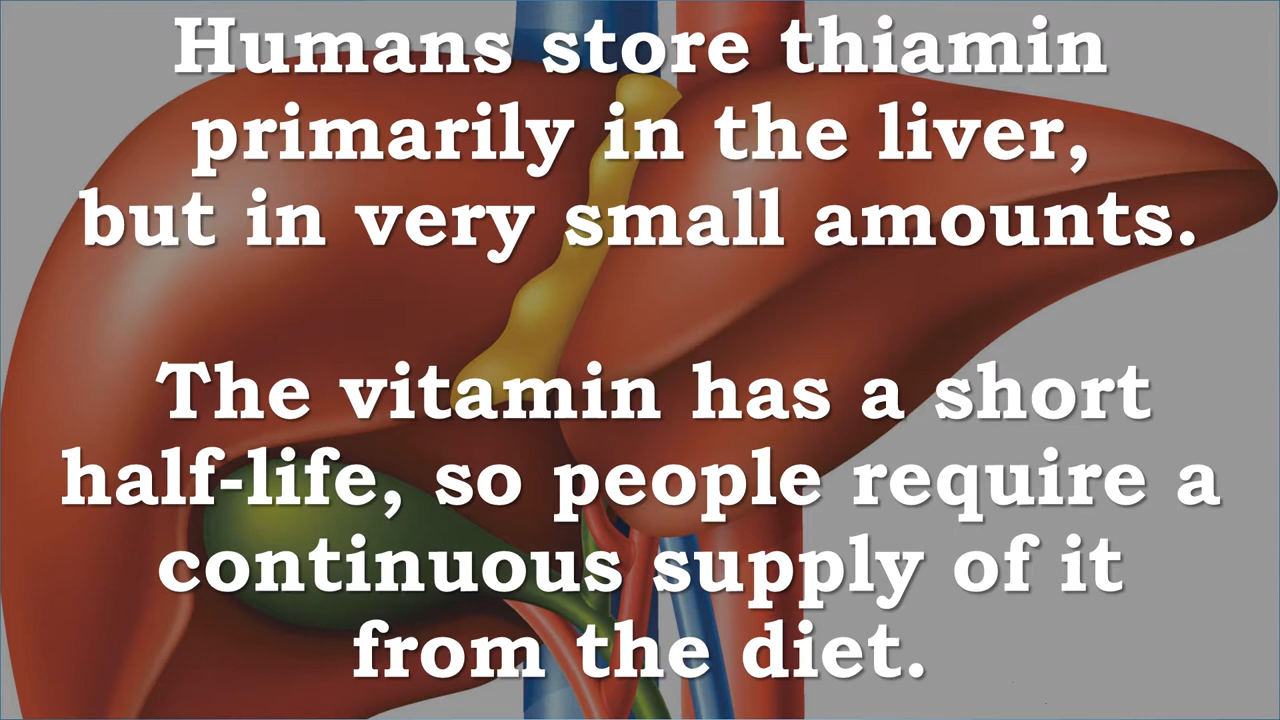 Humans store thiamin
primarily in the liver,
but in very small amounts.
The vitamin has a short
half-life, so people require a
continuous supply of it
from the diet.